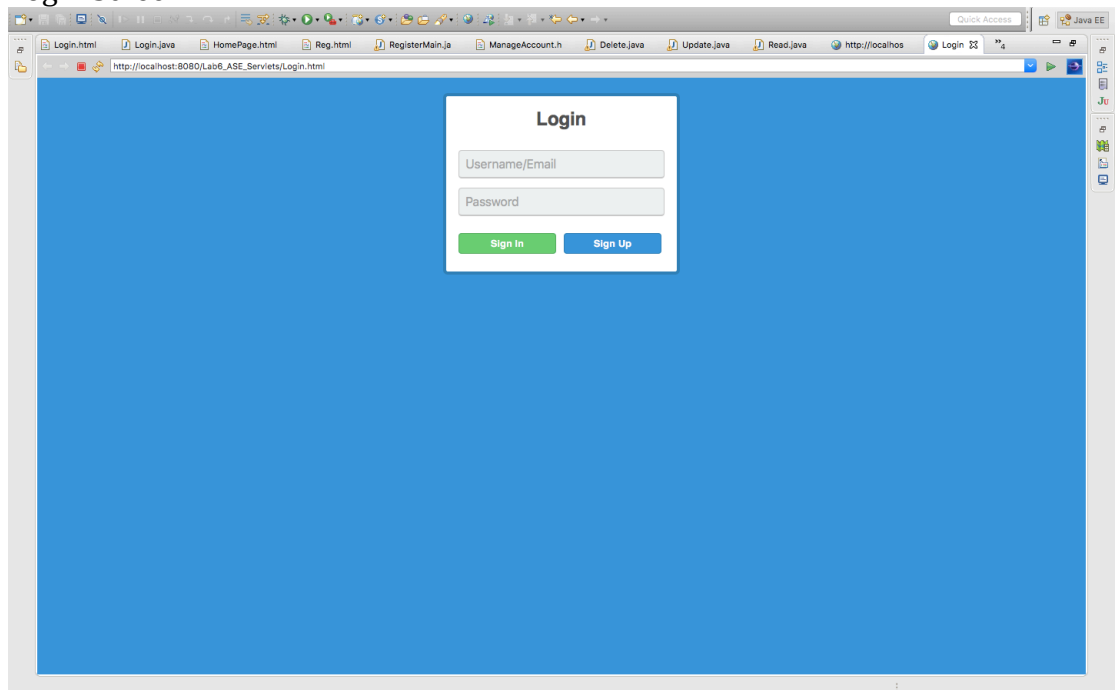 Quick Access
Java EE
Login.html
Login.java
HomePage.html
Reg.html
RegisterMain.ja
ManageAccount.h
Delete.java
Update.java
Read.java
http://localhos
Login
»4
http://localhost:8080/Lab6_ASE_Servlets/Login.html
Ju
Login
Username/Email
Password
Sign In
Sign Up